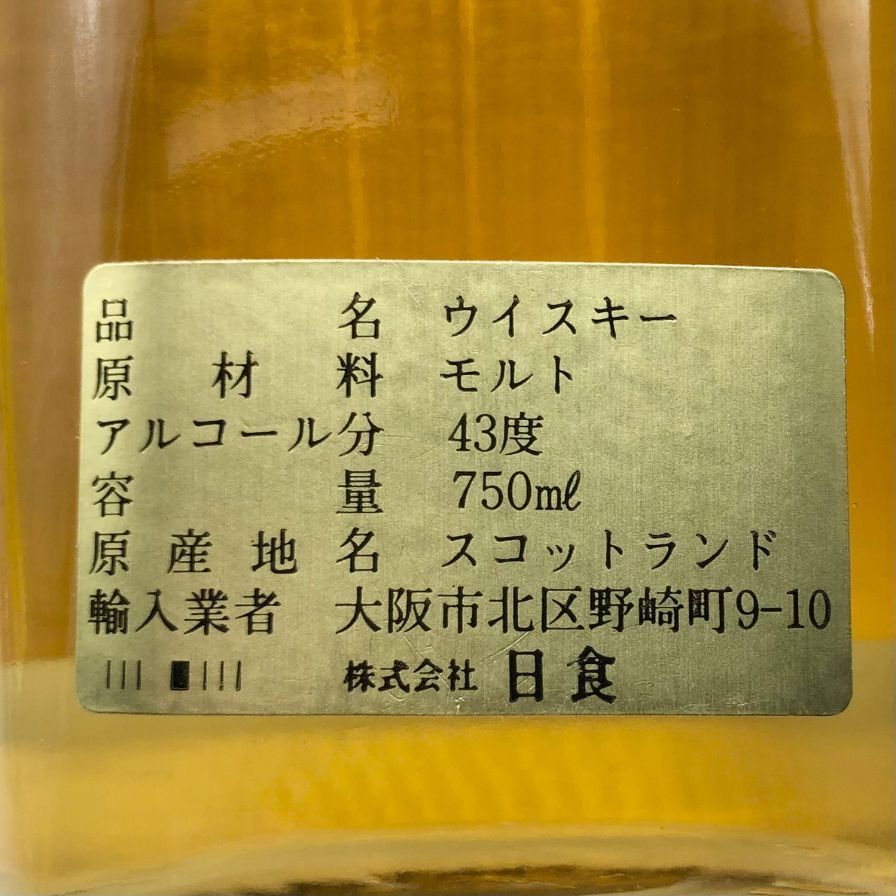 品名 ウイスキー
原材料 モルト
アルコール分 43度
容量 750mℓ
原産地名 スコットランド
輸入業者 大阪市北区野崎町9-10
株式会社 日食